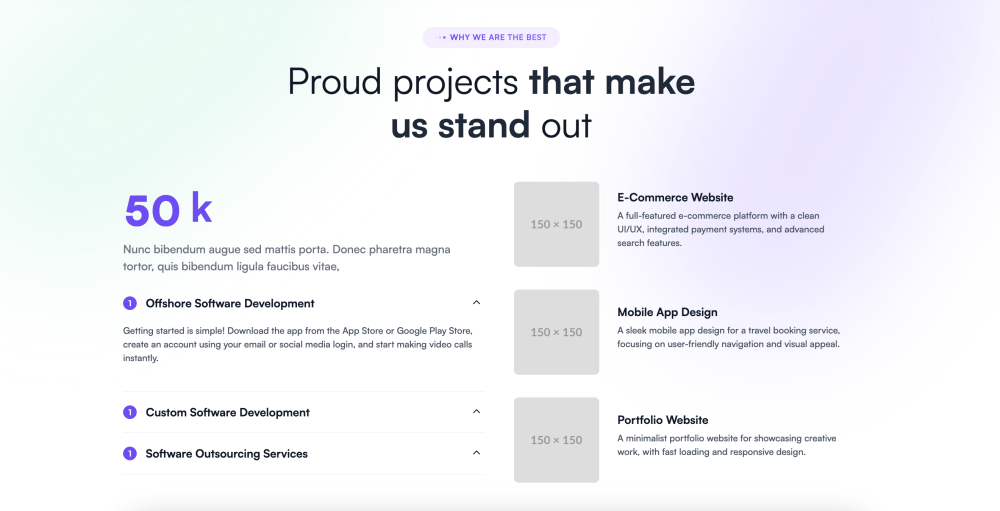 WHY WE ARE THE BEST
Proud projects that make
us stand out
50 k
Nunc bibendum augue sed mattis porta. Donec pharetra magna
tortor, quis bibendum ligula faucibus vitae,
1 Offshore Software Development
Getting started is simple! Download the app from the App Store or Google Play Store,
create an account using your email or social media login, and start making video calls
instantly.
1 Custom Software Development
1 Software Outsourcing Services
150 × 150
E-Commerce Website
A full-featured e-commerce platform with a clean
UI/UX, integrated payment systems, and advanced
search features.
150 × 150
Mobile App Design
A sleek mobile app design for a travel booking service,
focusing on user-friendly navigation and visual appeal.
150 × 150
Portfolio Website
A minimalist portfolio website for showcasing creative
work, with fast loading and responsive design.